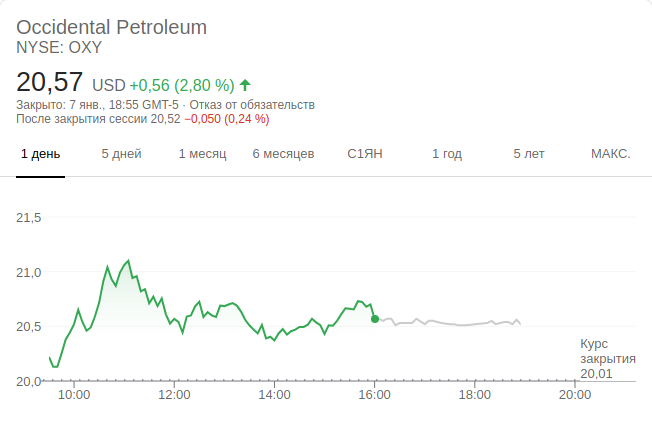 Occidental Petroleum
NYSE: OXY
20,57 USD +0,56 (2,80 %)
Закрыто: 7 янв., 18:55 GMT-5 · Отказ от обязательств
После закрытия сессии 20,52 −0,050 (0,24 %)
1 день 5 дней 1 месяц 6 месяцев С1ЯН 1 год 5 лет МАКС.
21,5
21,0
20,5
Курс
закрытия
20,01
20,0
10:00 12:00 14:00 16:00 18:00 20:00